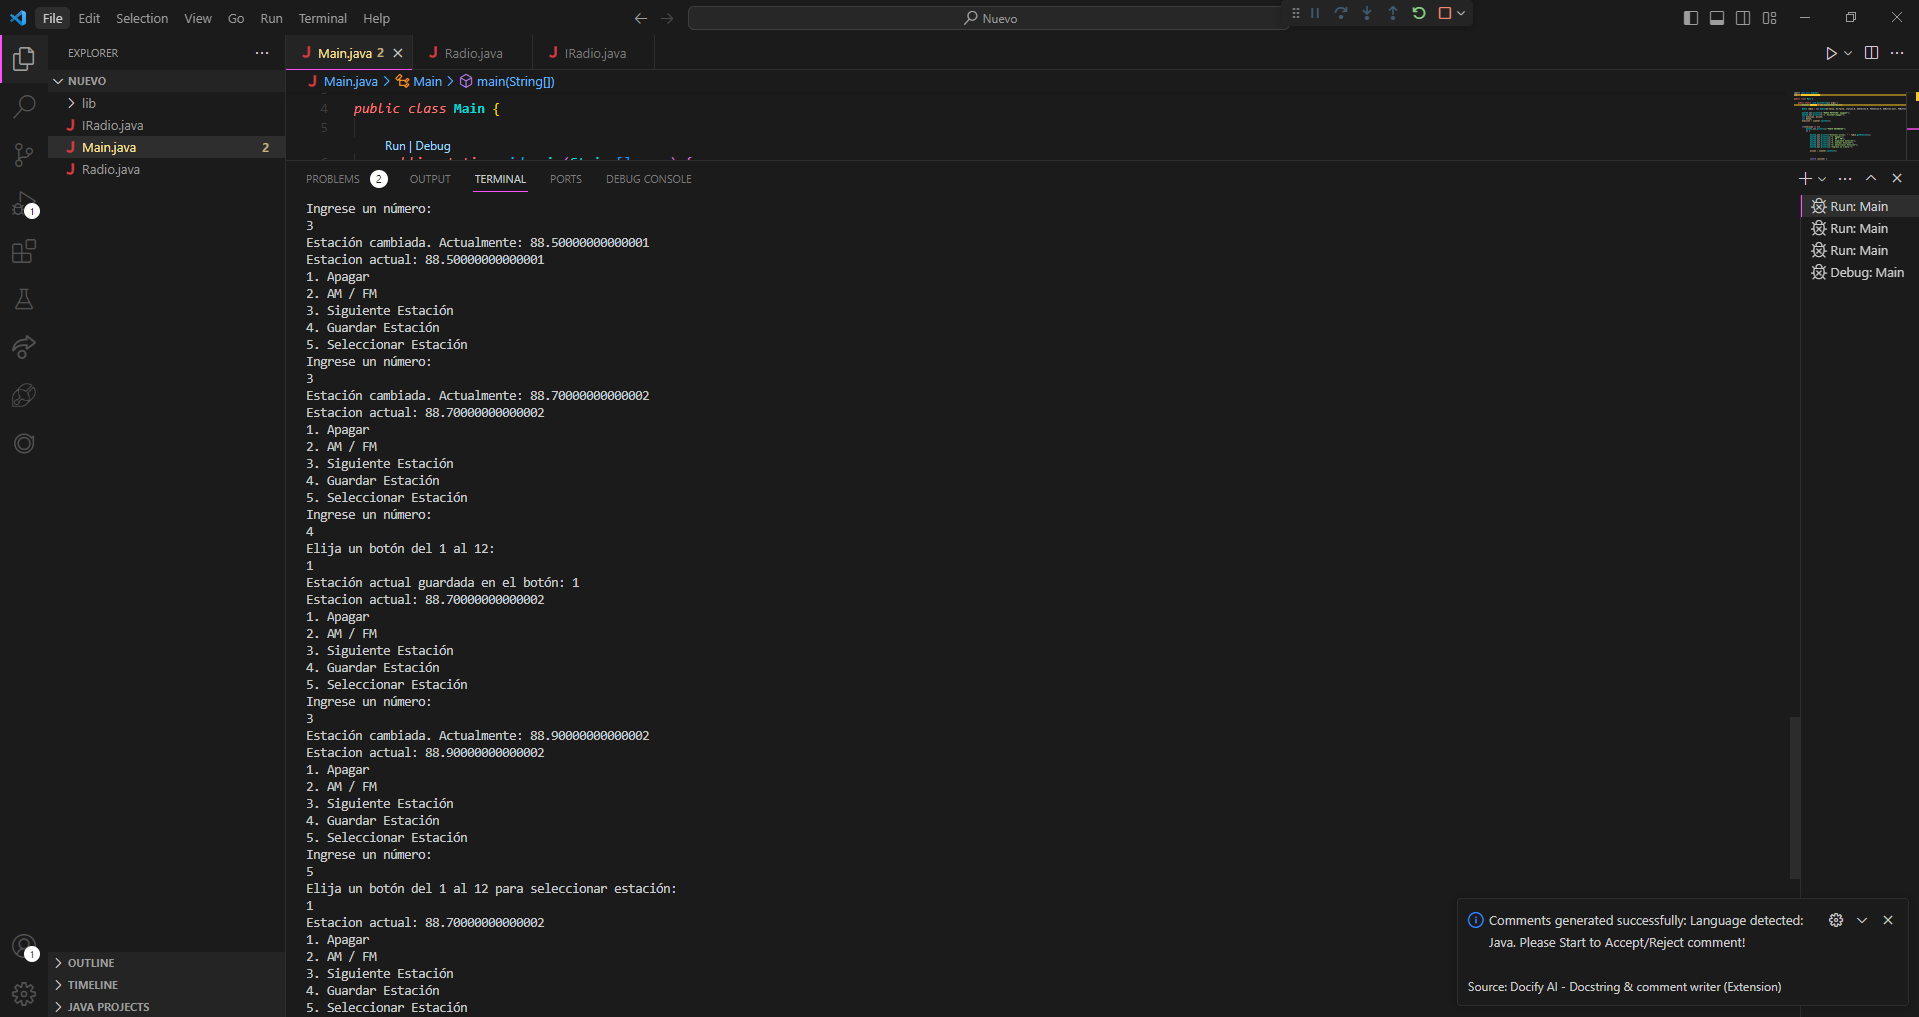 File Edit Selection View Go Run Terminal Help
Nuevo
EXPLORER
NUEVO
lib
IRadio.java
Main.java 2
Radio.java
OUTLINE
TIMELINE
JAVA PROJECTS
Main.java 2
Radio.java
IRadio.java
Main.java > Main > main(String[])
4 public class Main {
5
Run | Debug
PROBLEMS 2 OUTPUT TERMINAL PORTS DEBUG CONSOLE
Ingrese un número:
3
Estación cambiada. Actualmente: 88.50000000000001
Estacion actual: 88.50000000000001
1. Apagar
2. AM / FM
3. Siguiente Estación
4. Guardar Estación
5. Seleccionar Estación
Ingrese un número:
3
Estación cambiada. Actualmente: 88.70000000000002
Estacion actual: 88.70000000000002
1. Apagar
2. AM / FM
3. Siguiente Estación
4. Guardar Estación
5. Seleccionar Estación
Ingrese un número:
4
Elija un botón del 1 al 12:
1
Estación actual guardada en el botón: 1
Estacion actual: 88.70000000000002
1. Apagar
2. AM / FM
3. Siguiente Estación
4. Guardar Estación
5. Seleccionar Estación
Ingrese un número:
3
Estación cambiada. Actualmente: 88.90000000000002
Estacion actual: 88.90000000000002
1. Apagar
2. AM / FM
3. Siguiente Estación
4. Guardar Estación
5. Seleccionar Estación
Ingrese un número:
5
Elija un botón del 1 al 12 para seleccionar estación:
1
Estacion actual: 88.70000000000002
1. Apagar
2. AM / FM
3. Siguiente Estación
4. Guardar Estación
5. Seleccionar Estación
Run: Main
Run: Main
Run: Main
Debug: Main
Comments generated successfully: Language detected:
Java. Please Start to Accept/Reject comment!
Source: Docify AI - Docstring & comment writer (Extension)
1
1